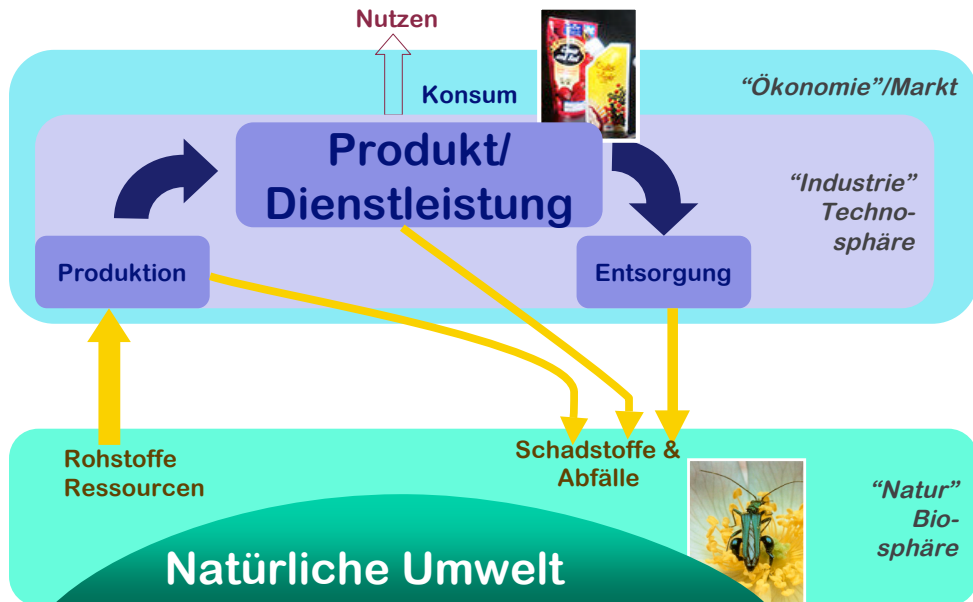 Nutzen
Konsum
“Ökonomie”/Markt
Produkt/
Dienstleistung
“Industrie”
Techno-
sphäre
Produktion
Entsorgung
Rohstoffe
Ressourcen
Schadstoffe &
Abfälle
“Natur”
Bio-
sphäre
Natürliche Umwelt